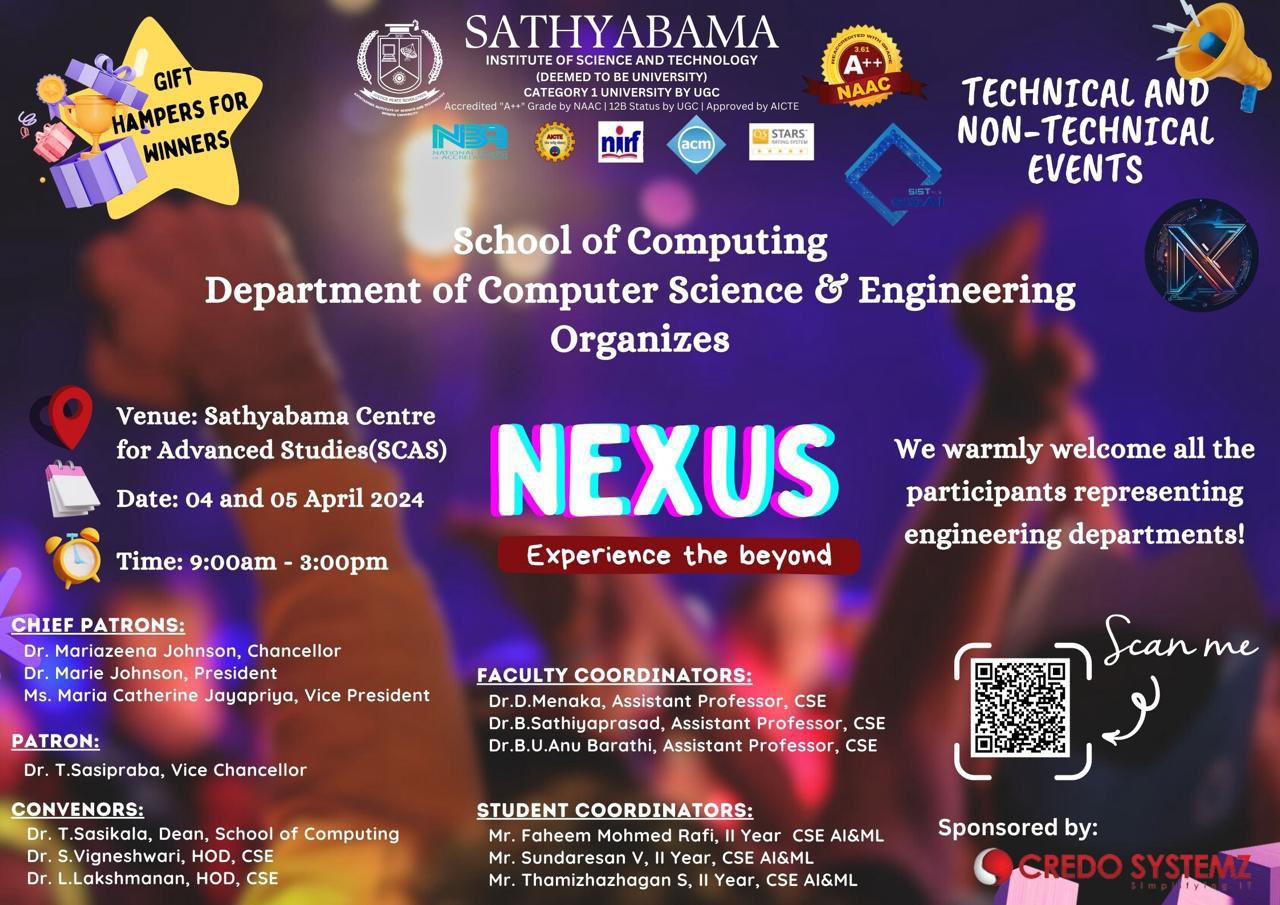 GIFT
HAMPERS FOR
WINNERS
SATHYABAMA
INSTITUTE OF SCIENCE AND TECHNOLOGY
(DEEMED TO BE UNIVERSITY)
CATEGORY 1 UNIVERSITY BY UGC
Accredited "A++" Grade by NAAC | 12B Status by UGC | Approved by AICTE
3.61
A++
NAAC
NBA
AICTE
nirf
acm
QS STARS
RATING SYSTEM
SIST
TECHNICAL AND
NON-TECHNICAL
EVENTS
School of Computing
Department of Computer Science & Engineering
Organizes
Venue: Sathyabama Centre
for Advanced Studies(SCAS)
Date: 04 and 05 April 2024
Time: 9:00am - 3:00pm
NEXUS
Experience the beyond
We warmly welcome all the
participants representing
engineering departments!
CHIEF PATRONS:
Dr. Mariazeena Johnson, Chancellor
Dr. Marie Johnson, President
Ms. Maria Catherine Jayapriya, Vice President
PATRON:
Dr. T.Sasipraba, Vice Chancellor
CONVENORS:
Dr. T.Sasikala, Dean, School of Computing
Dr. S.Vigneshwari, HOD, CSE
Dr. L.Lakshmanan, HOD, CSE
FACULTY COORDINATORS:
Dr.D.Menaka, Assistant Professor, CSE
Dr.B.Sathiyaprasad, Assistant Professor, CSE
Dr.B.U.Anu Barathi, Assistant Professor, CSE
STUDENT COORDINATORS:
Mr. Faheem Mohmed Rafi, II Year CSE AI&ML
Mr. Sundaresan V, II Year, CSE AI&ML
Mr. Thamizhazhagan S, II Year, CSE AI&ML
Scan me
Sponsored by:
CREDO SYSTEMZ
Simplifying IT